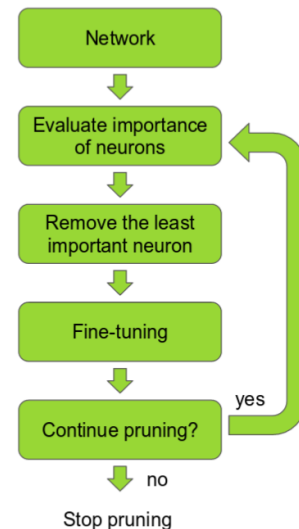 Network
Evaluate importance
of neurons
Remove the least
important neuron
Fine-tuning
Continue pruning?
yes
no
Stop pruning